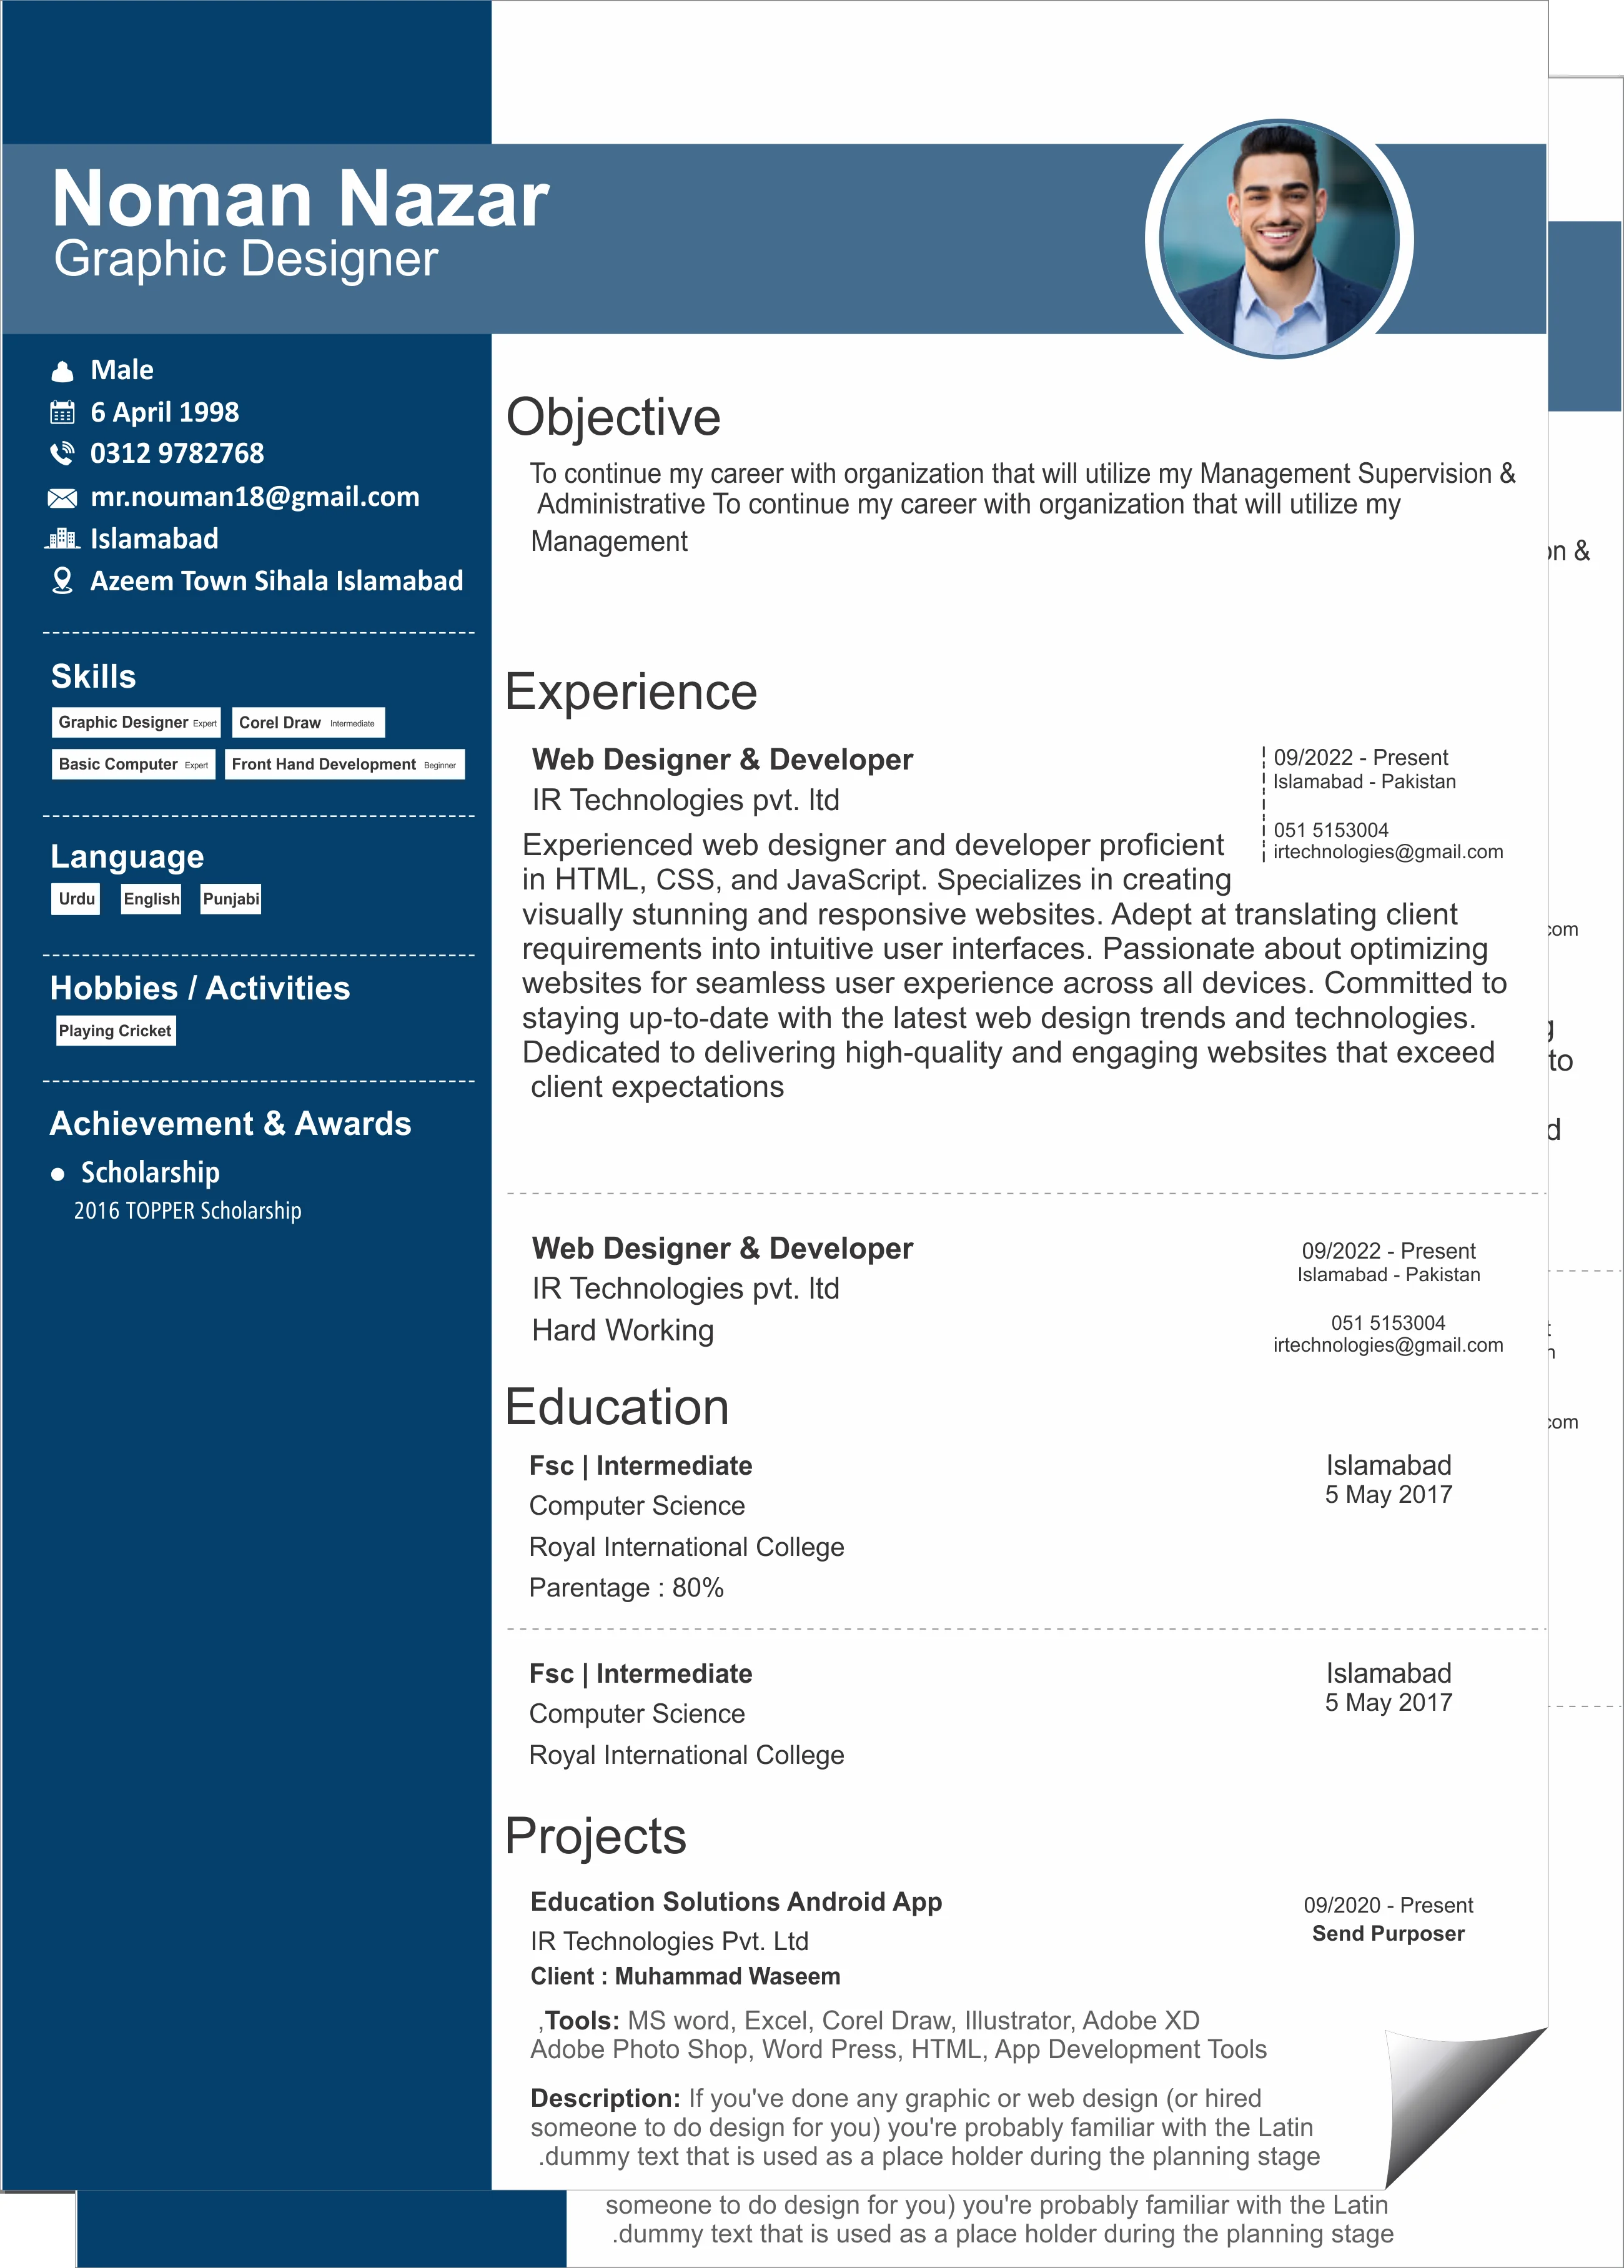 Noman Nazar
Graphic Designer
Male
6 April 1998
0312 9782768
mr.nouman18@gmail.com
Islamabad
Azeem Town Sihala Islamabad
Skills
Graphic Designer Expert
Corel Draw Intermediate
Basic Computer Expert
Front Hand Development Beginner
Language
Urdu English Punjabi
Hobbies / Activities
Playing Cricket
Achievement & Awards
Scholarship
2016 TOPPER Scholarship
Objective
To continue my career with organization that will utilize my Management Supervision &
Administrative To continue my career with organization that will utilize my
Management
Experience
Web Designer & Developer
IR Technologies pvt. ltd
09/2022 - Present
Islamabad - Pakistan
051 5153004
irtechnologies@gmail.com
Experienced web designer and developer proficient
in HTML, CSS, and JavaScript. Specializes in creating
visually stunning and responsive websites. Adept at translating client
requirements into intuitive user interfaces. Passionate about optimizing
websites for seamless user experience across all devices. Committed to
staying up-to-date with the latest web design trends and technologies.
Dedicated to delivering high-quality and engaging websites that exceed
client expectations
Web Designer & Developer
IR Technologies pvt. ltd
Hard Working
09/2022 - Present
Islamabad - Pakistan
051 5153004
irtechnologies@gmail.com
Education
Fsc | Intermediate
Computer Science
Royal International College
Parentage : 80%
Islamabad
5 May 2017
Fsc | Intermediate
Computer Science
Royal International College
Islamabad
5 May 2017
Projects
Education Solutions Android App
IR Technologies Pvt. Ltd
Client : Muhammad Waseem
09/2020 - Present
Send Purposer
,Tools: MS word, Excel, Corel Draw, Illustrator, Adobe XD
Adobe Photo Shop, Word Press, HTML, App Development Tools
Description: If you've done any graphic or web design (or hired
someone to do design for you) you're probably familiar with the Latin
.dummy text that is used as a place holder during the planning stage
someone to do design for you) you're probably familiar with the Latin
.dummy text that is used as a place holder during the planning stage
on &
com
g
to
d
t
n
com